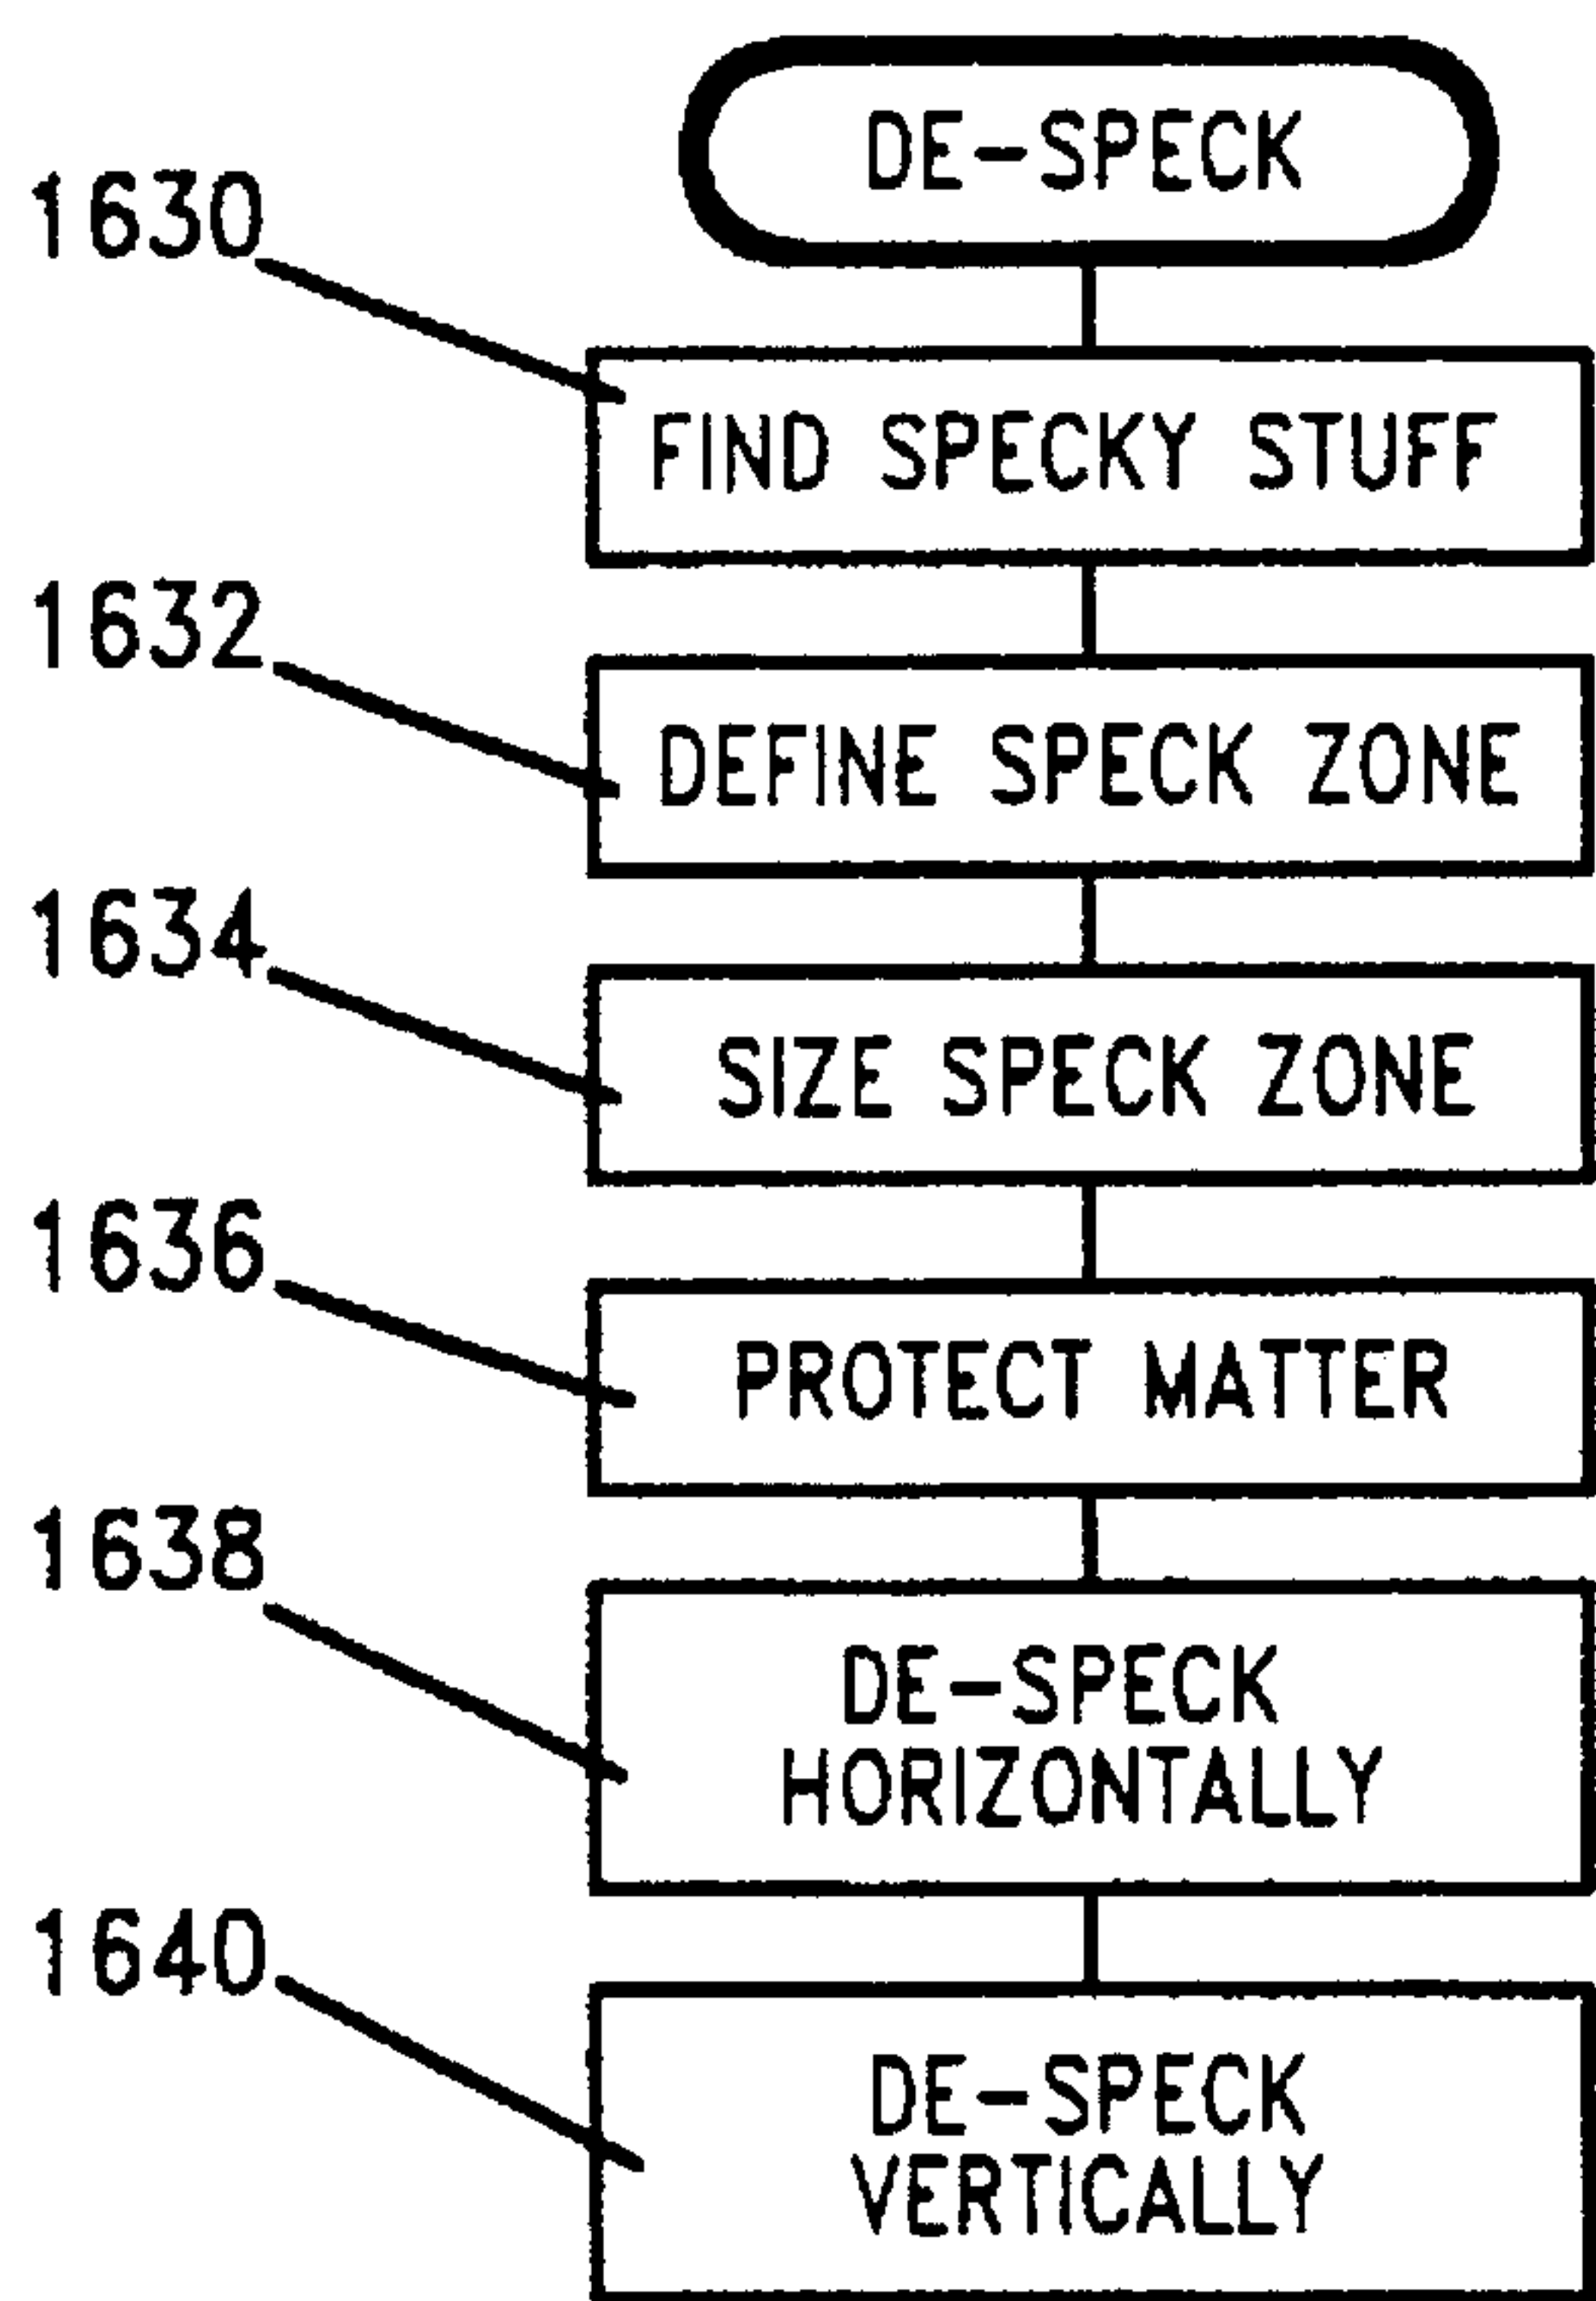 DE-SPECK
1630
FIND SPECKY STUFF
1632
DEFINE SPECK ZONE
1634
SIZE SPECK ZONE
1636
PROTECT MATTER
1638
DE-SPECK
HORIZONTALLY
1640
DE-SPECK
VERTICALLY